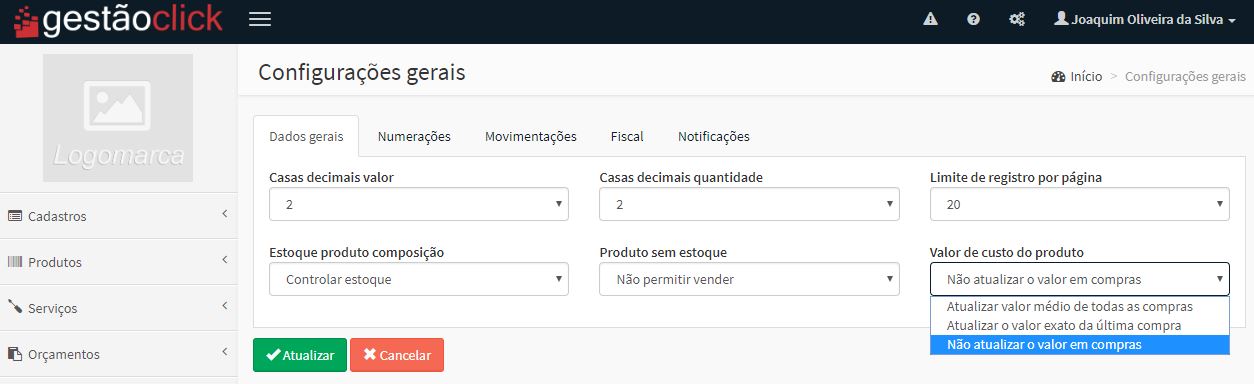 gestãoclick
Joaquim Oliveira da Silva
Logomarca
Configurações gerais
Início > Configurações gerais
Dados gerais Numerações Movimentações Fiscal Notificações
Casas decimais valor Casas decimais quantidade Limite de registro por página
2 2 20
Estoque produto composição Produto sem estoque Valor de custo do produto
Controlar estoque Não permitir vender Não atualizar o valor em compras
Atualizar valor médio de todas as compras
Atualizar o valor exato da última compra
Não atualizar o valor em compras
Atualizar Cancelar
Cadastros
Produtos
Serviços
Orçamentos